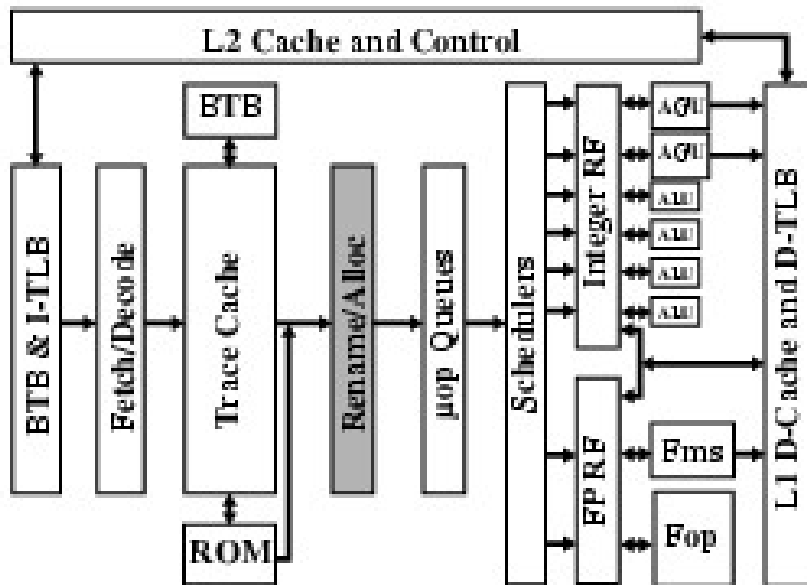 L2 Cache and Control
BTB & I-TLB
Fetch/Decode
BTB
Trace Cache
ROM
Rename/Alloc
μop Queues
Schedulers
Integer RF
FP RF
AGU
AGU
ALU
ALU
ALU
ALU
Fms
Fop
L1 D-Cache and D-TLB